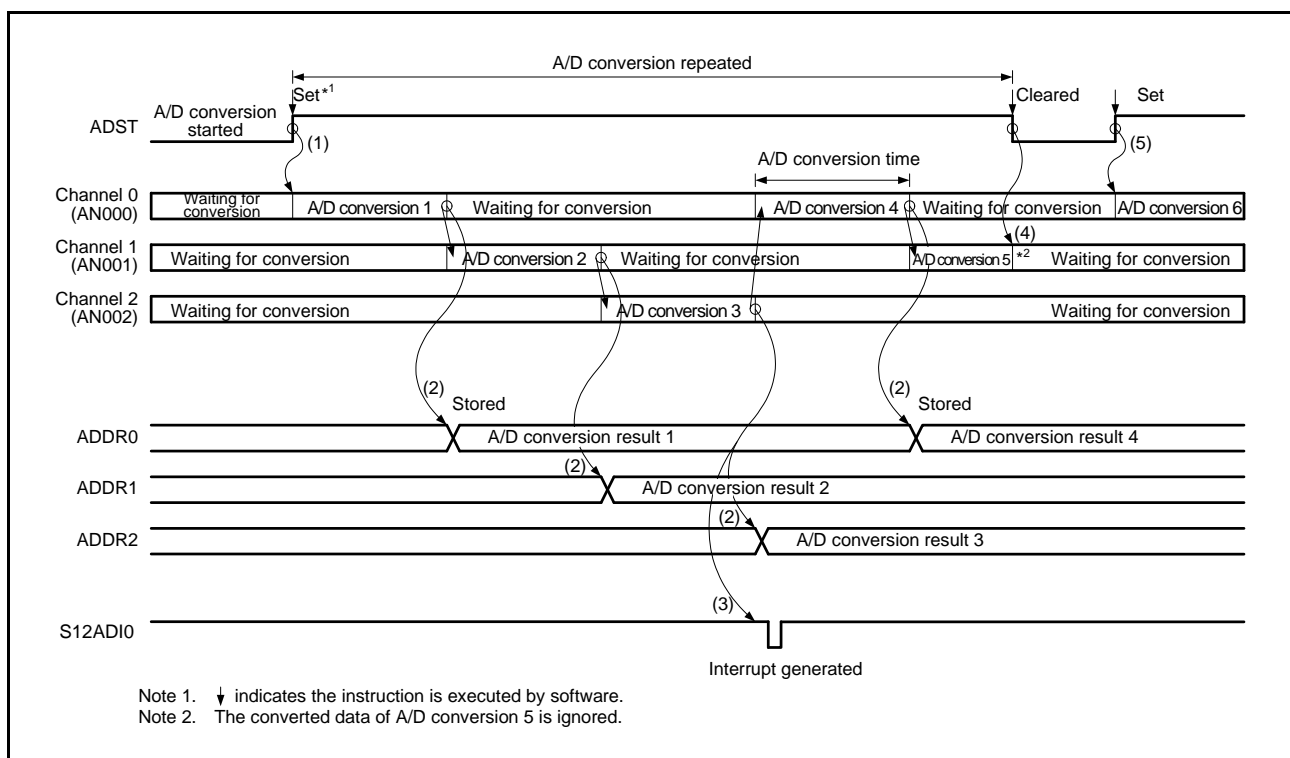 A/D conversion repeated
Set*1
Cleared
Set
A/D conversion
started
ADST
(1)
(5)
A/D conversion time
Channel 0
(AN000)
Waiting for
conversion
A/D conversion 1
Waiting for conversion
A/D conversion 4
Waiting for conversion
A/D conversion 6
(4)
Channel 1
(AN001)
Waiting for conversion
A/D conversion 2
Waiting for conversion
A/D conversion 5
*2
Waiting for conversion
Channel 2
(AN002)
Waiting for conversion
A/D conversion 3
Waiting for conversion
(2)
Stored
(2)
Stored
ADDR0
A/D conversion result 1
A/D conversion result 4
(2)
ADDR1
A/D conversion result 2
(2)
ADDR2
A/D conversion result 3
(3)
S12ADI0
Interrupt generated
Note 1. ↓ indicates the instruction is executed by software.
Note 2. The converted data of A/D conversion 5 is ignored.